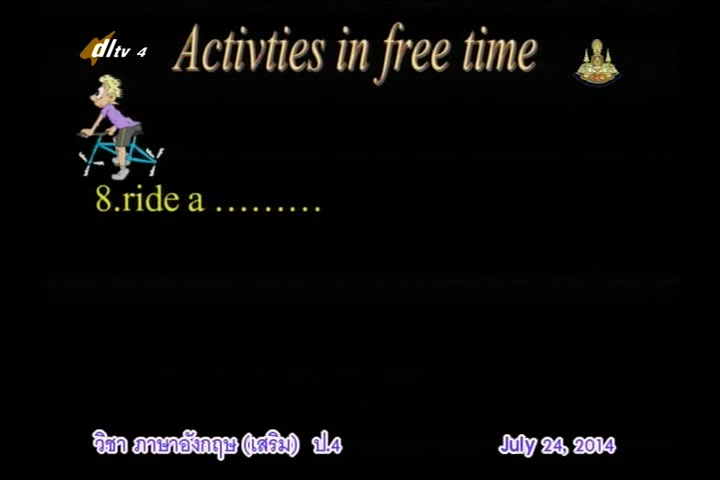 dltv 4
Activties in free time
8.ride a .........
วิชา ภาษาอังกฤษ (เสริม) ป.4
July 24, 2014